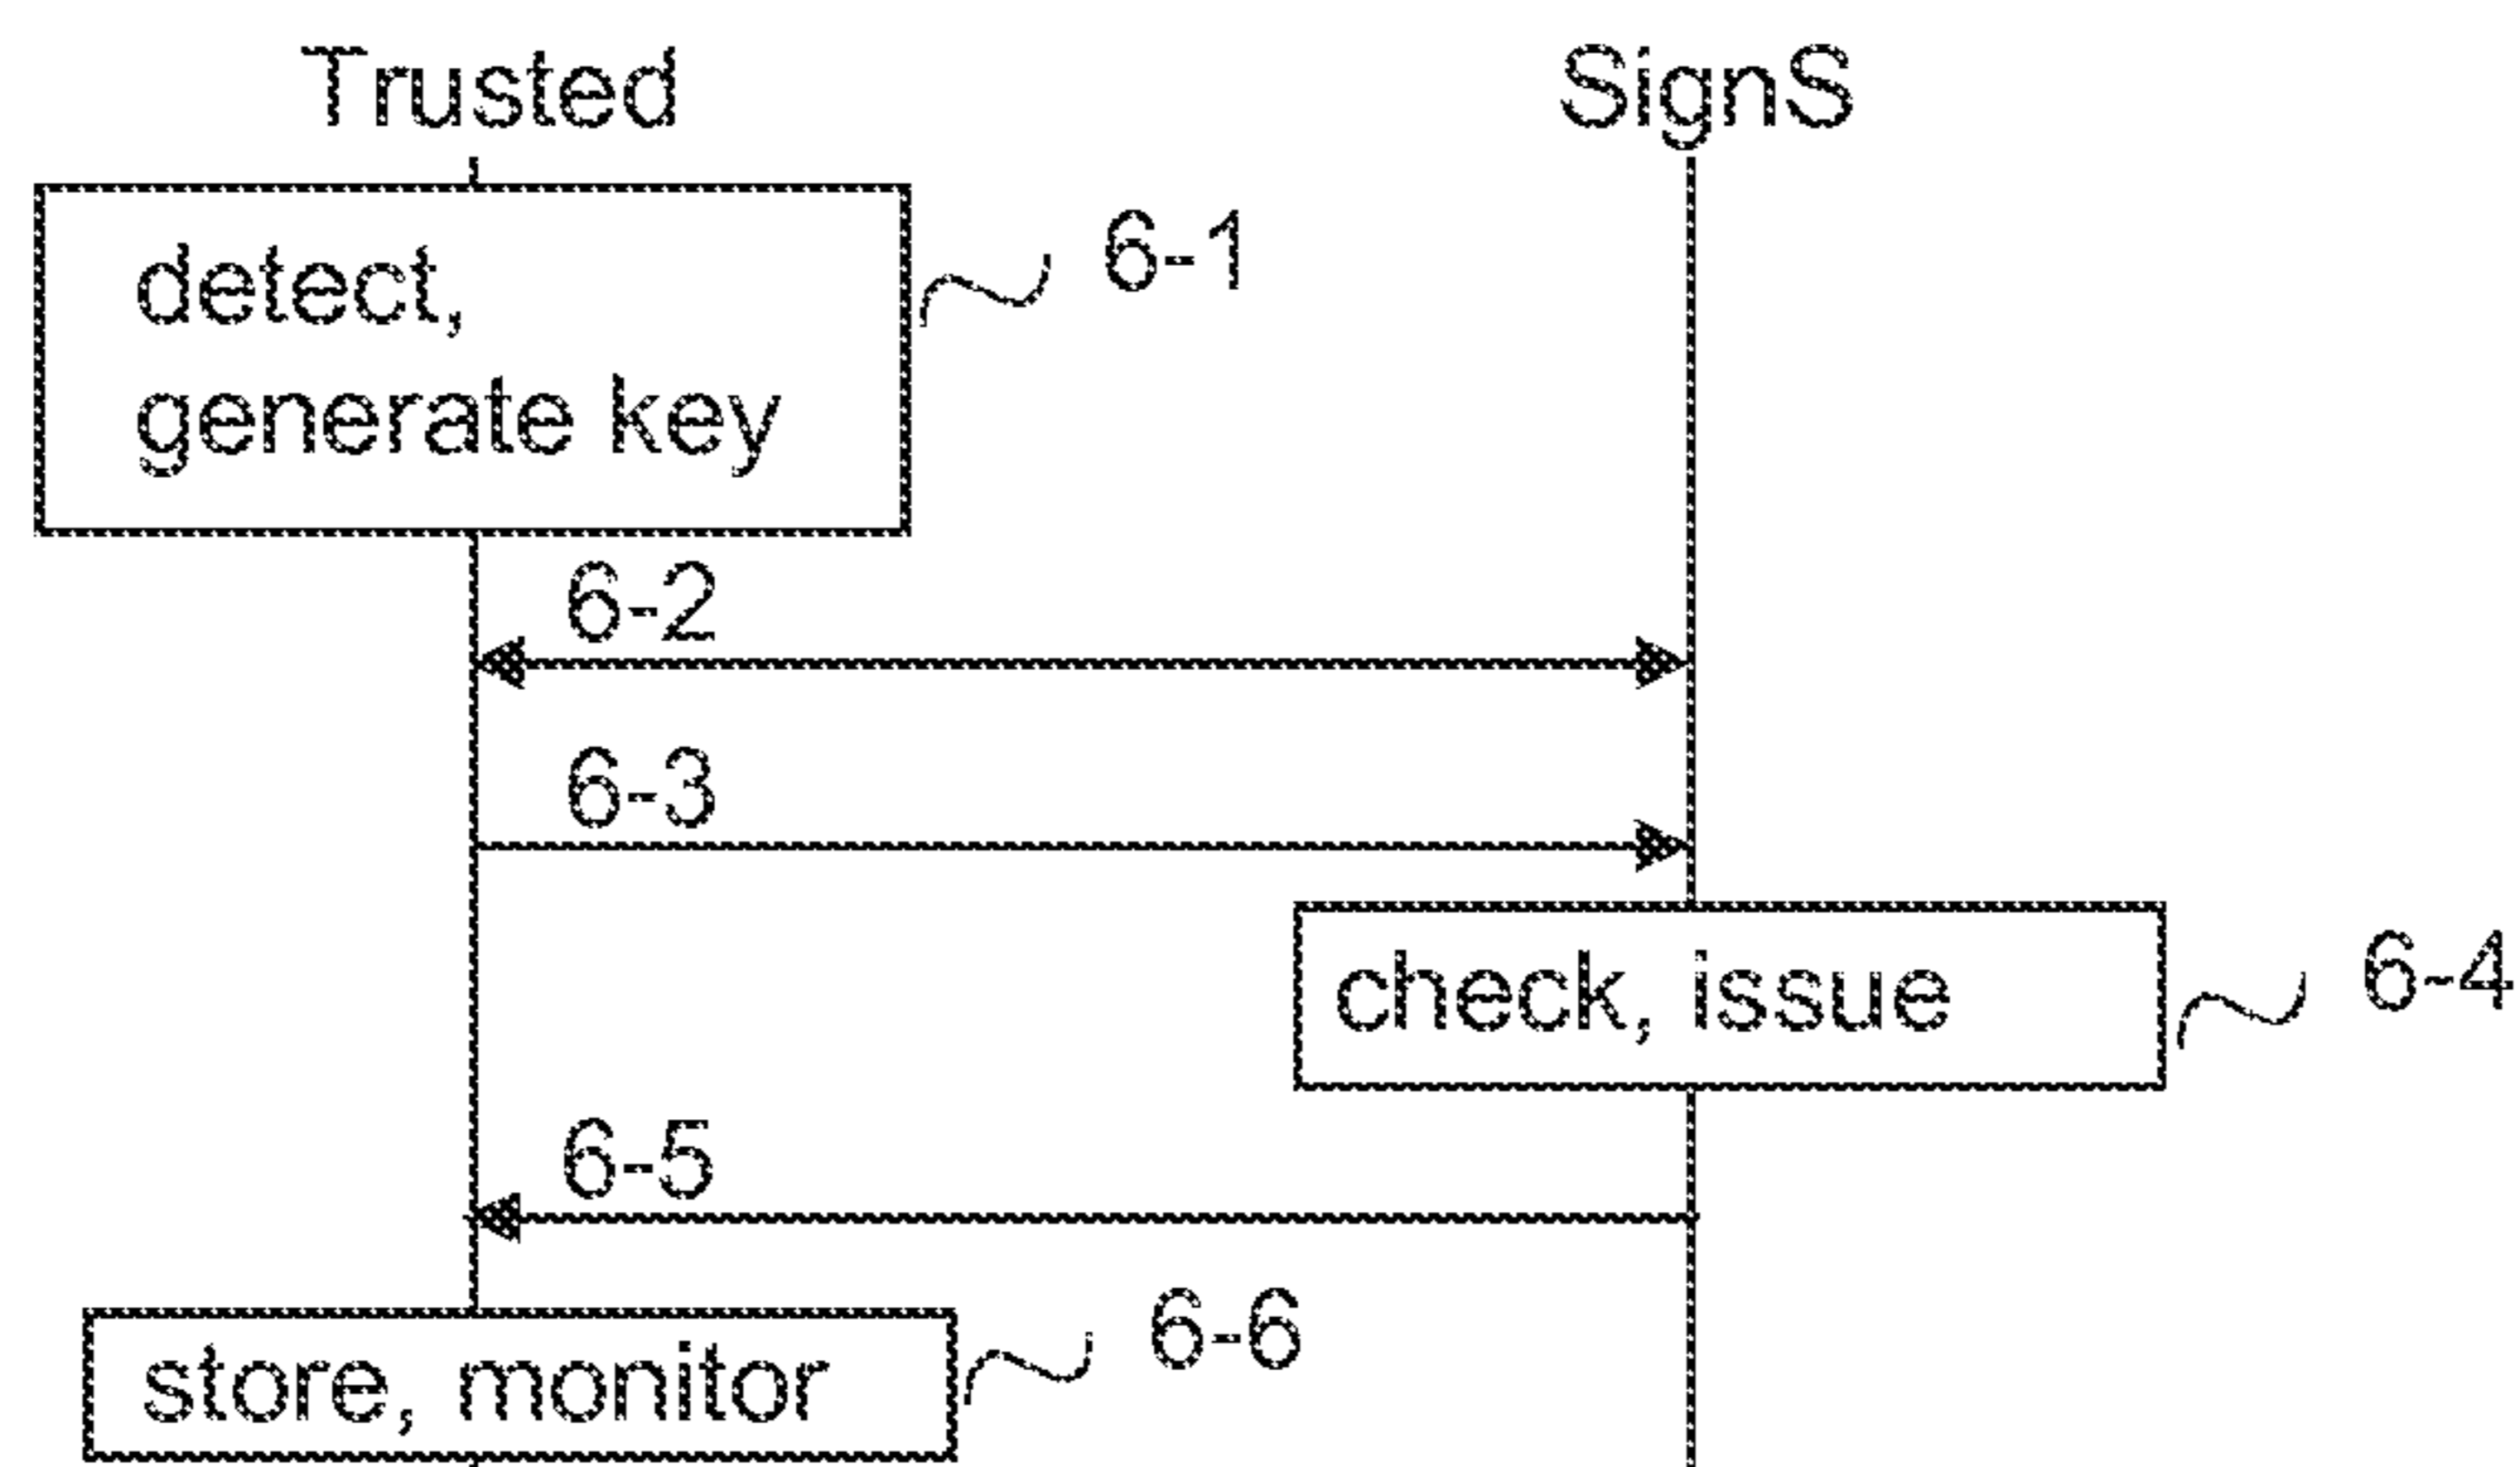 Trusted
SignS
detect,
generate key
6-1
6-2
6-3
check, issue
6-4
6-5
store, monitor
6-6